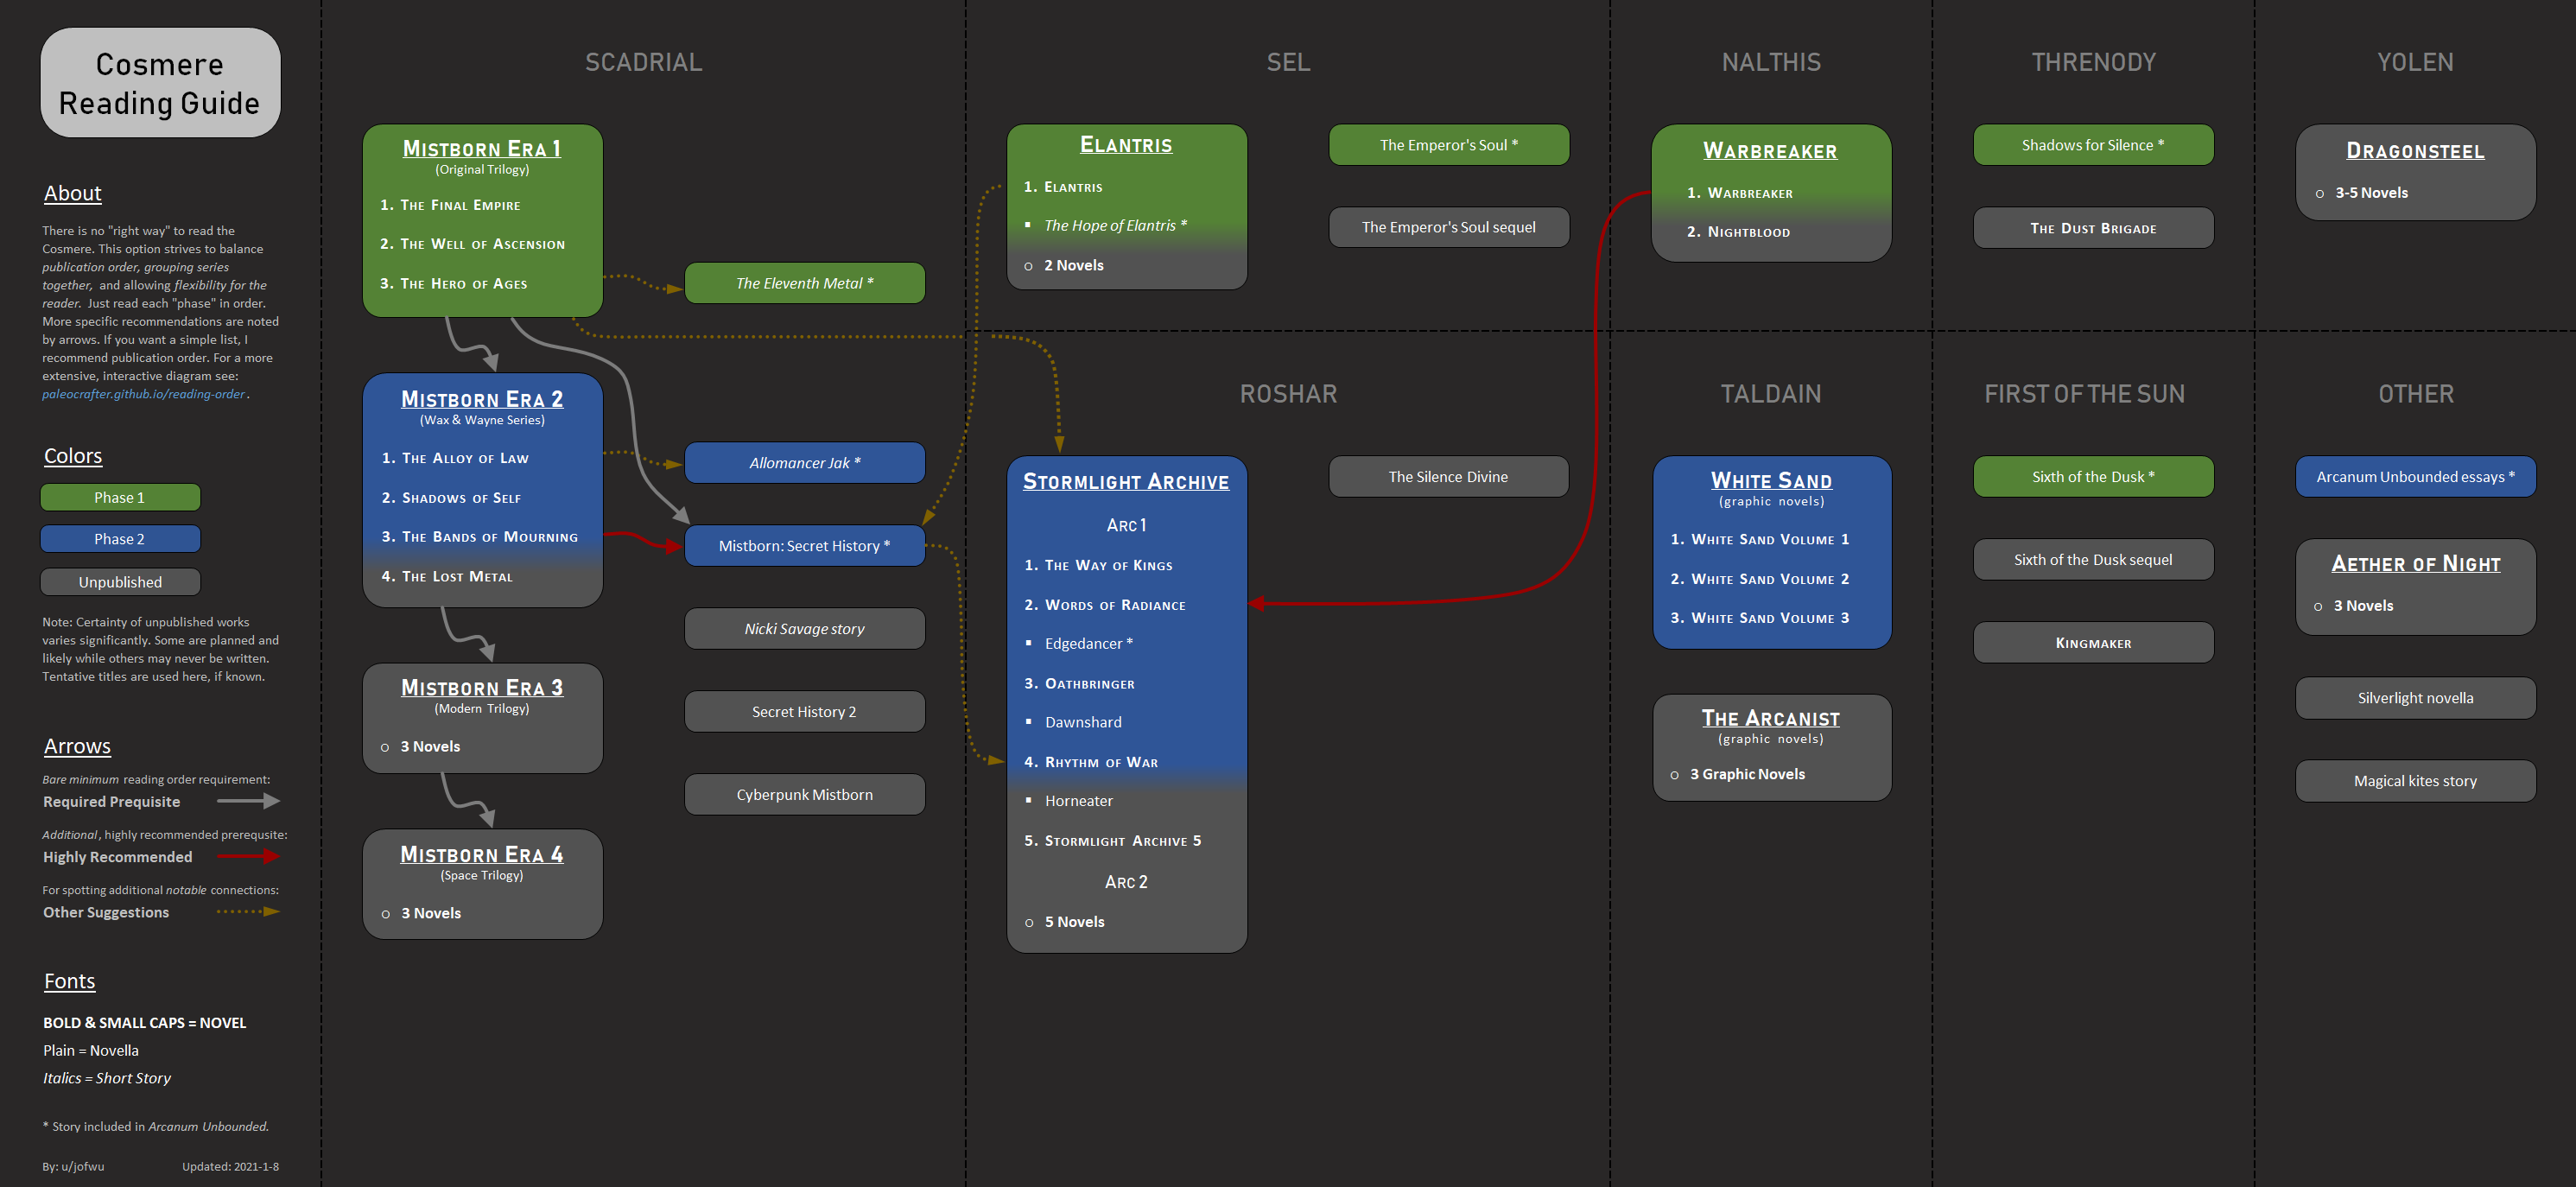 Cosmere
Reading Guide
About
There is no "right way" to read the
Cosmere. This option strives to balance
publication order, grouping series
together, and allowing flexibility for the
reader. Just read each "phase" in order.
More specific recommendations are noted
by arrows. If you want a simple list, I
recommend publication order. For a more
extensive, interactive diagram see:
paleocrafter.github.io/reading-order.
Colors
Phase 1
Phase 2
Unpublished
Note: Certainty of unpublished works
varies significantly. Some are planned and
likely while others may never be written.
Tentative titles are used here, if known.
Arrows
Bare minimum reading order requirement:
Required Prequisite
Additional, highly recommended prerequsite:
Highly Recommended
For spotting additional notable connections:
Other Suggestions
Fonts
BOLD & SMALL CAPS = NOVEL
Plain = Novella
Italics = Short Story
* Story included in Arcanum Unbounded.
By: u/jofwu
Updated: 2021-1-8
SCADRIAL
MISTBORN ERA 1
(Original Trilogy)
1. THE FINAL EMPIRE
2. THE WELL OF ASCENSION
3. THE HERO OF AGES
The Eleventh Metal *
MISTBORN ERA 2
(Wax & Wayne Series)
1. THE ALLOY OF LAW
2. SHADOWS OF SELF
3. THE BANDS OF MOURNING
4. THE LOST METAL
Allomancer Jak *
Mistborn: Secret History *
Nicki Savage story
Secret History 2
Cyberpunk Mistborn
MISTBORN ERA 3
(Modern Trilogy)
○ 3 Novels
MISTBORN ERA 4
(Space Trilogy)
○ 3 Novels
SEL
ELANTRIS
1. ELANTRIS
▪ The Hope of Elantris *
○ 2 Novels
The Emperor's Soul *
The Emperor's Soul sequel
ROSHAR
STORMLIGHT ARCHIVE
ARC 1
1. THE WAY OF KINGS
2. WORDS OF RADIANCE
▪ Edgedancer *
3. OATHBRINGER
▪ Dawnshard
4. RHYTHM OF WAR
▪ Horneater
5. STORMLIGHT ARCHIVE 5
ARC 2
○ 5 Novels
The Silence Divine
NALTHIS
WARBREAKER
1. WARBREAKER
2. NIGHTBLOOD
TALDAIN
WHITE SAND
(graphic novels)
1. WHITE SAND VOLUME 1
2. WHITE SAND VOLUME 2
3. WHITE SAND VOLUME 3
THE ARCANIST
(graphic novels)
○ 3 Graphic Novels
THRENODY
Shadows for Silence *
THE DUST BRIGADE
FIRST OF THE SUN
Sixth of the Dusk *
Sixth of the Dusk sequel
KINGMAKER
YOLEN
DRAGONSTEEL
○ 3-5 Novels
OTHER
Arcanum Unbounded essays *
AETHER OF NIGHT
○ 3 Novels
Silverlight novella
Magical kites story